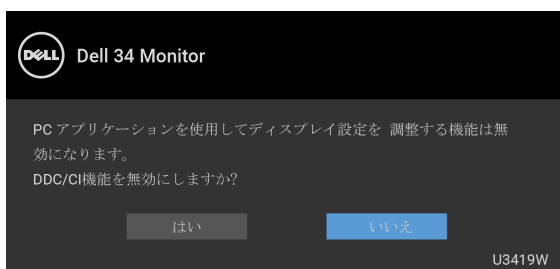 DELL
Dell 34 Monitor
PC アプリケーションを使用してディスプレイ設定を 調整する機能は無
効になります。
DDC/CI機能を無効にしますか?
はい
いいえ
U3419W